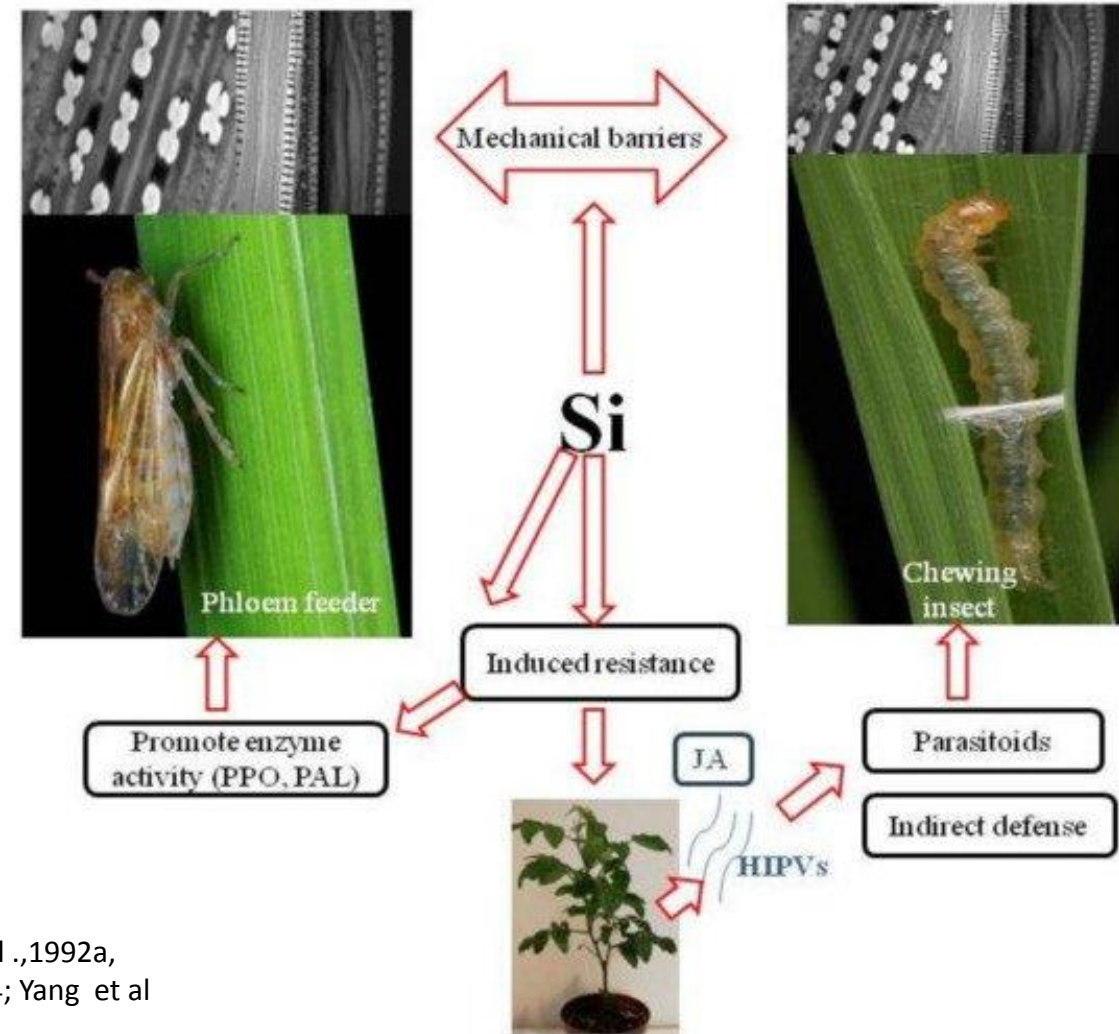 Mechanical barriers
Si
Phloem feeder
Chewing
insect
Induced resistance
Promote enzyme
activity (PPO, PAL)
JA
HIPVs
Parasitoids
Indirect defense
l .,1992a,
; Yang et al